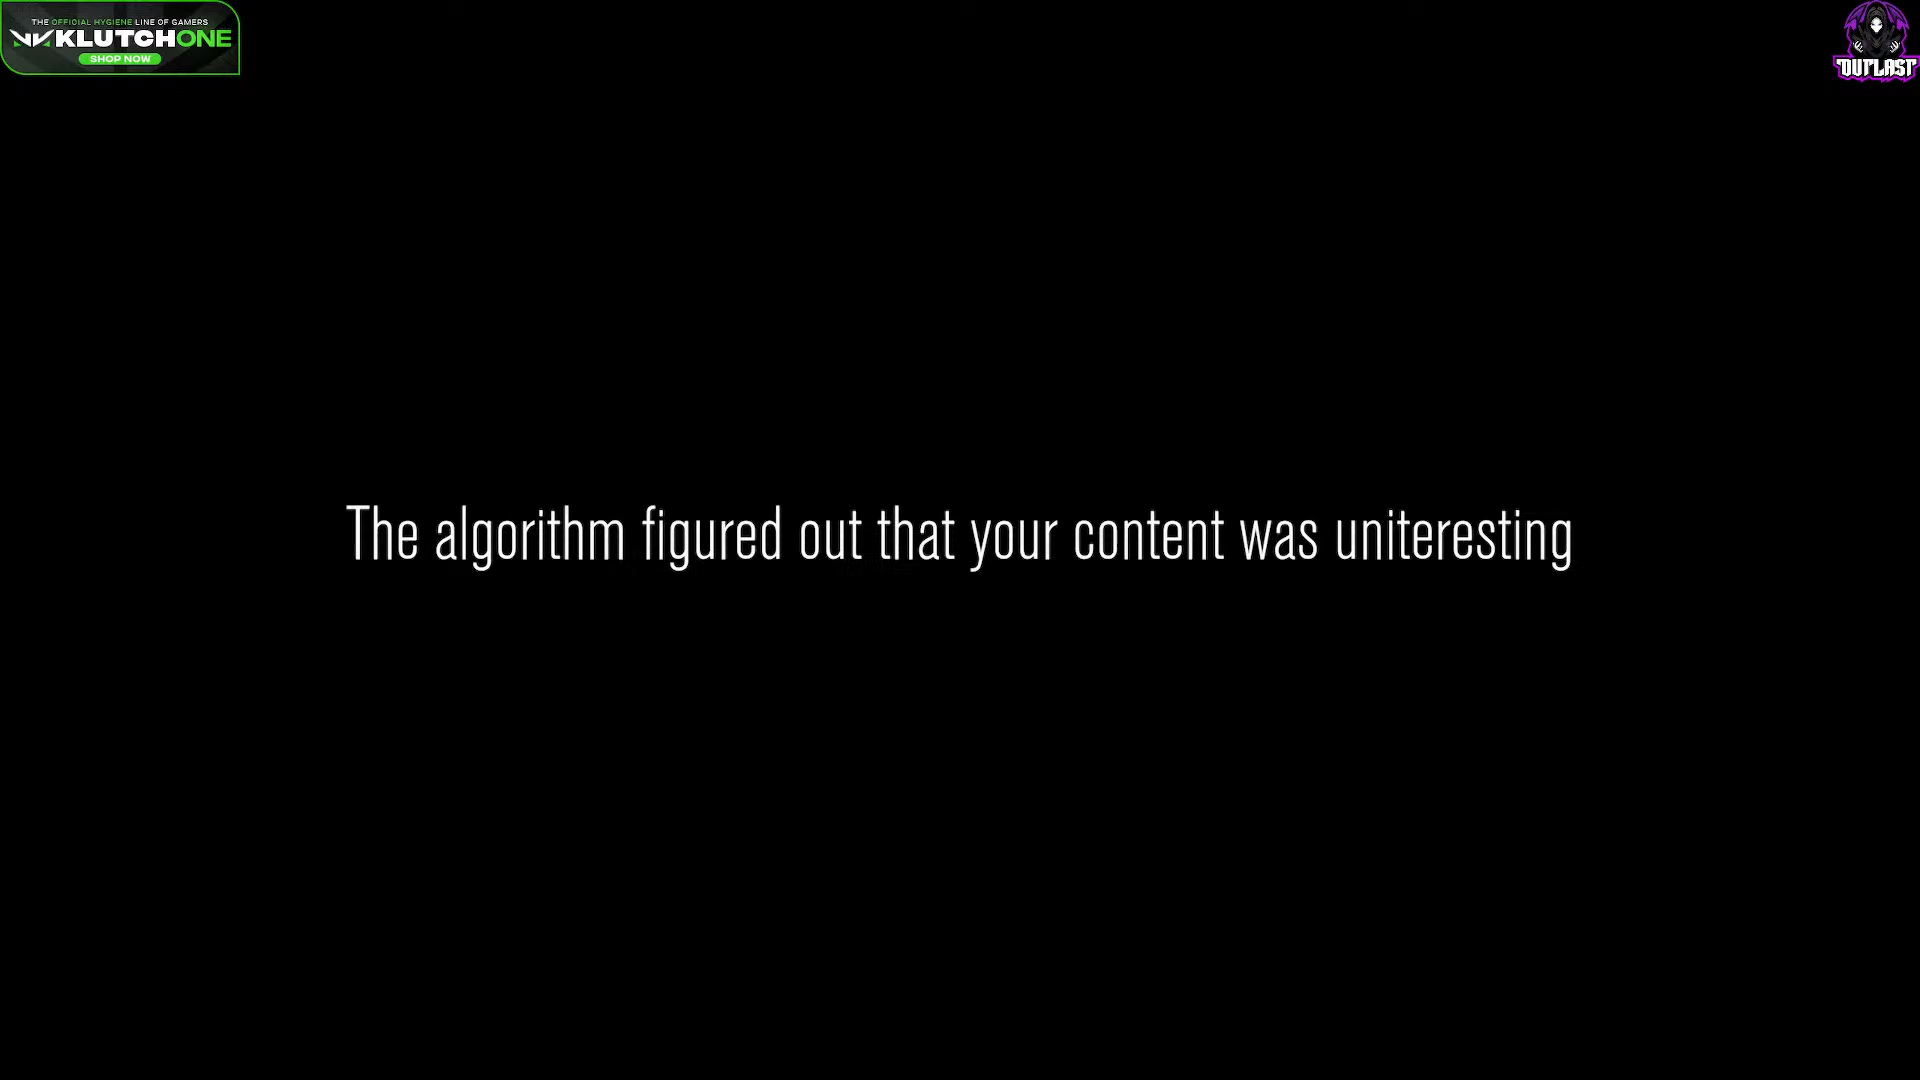 THE OFFICIAL HYGIENE LINE OF GAMERS
KLUTCHONE
SHOP NOW
OUTLAST
The algorithm figured out that your content was uniteresting